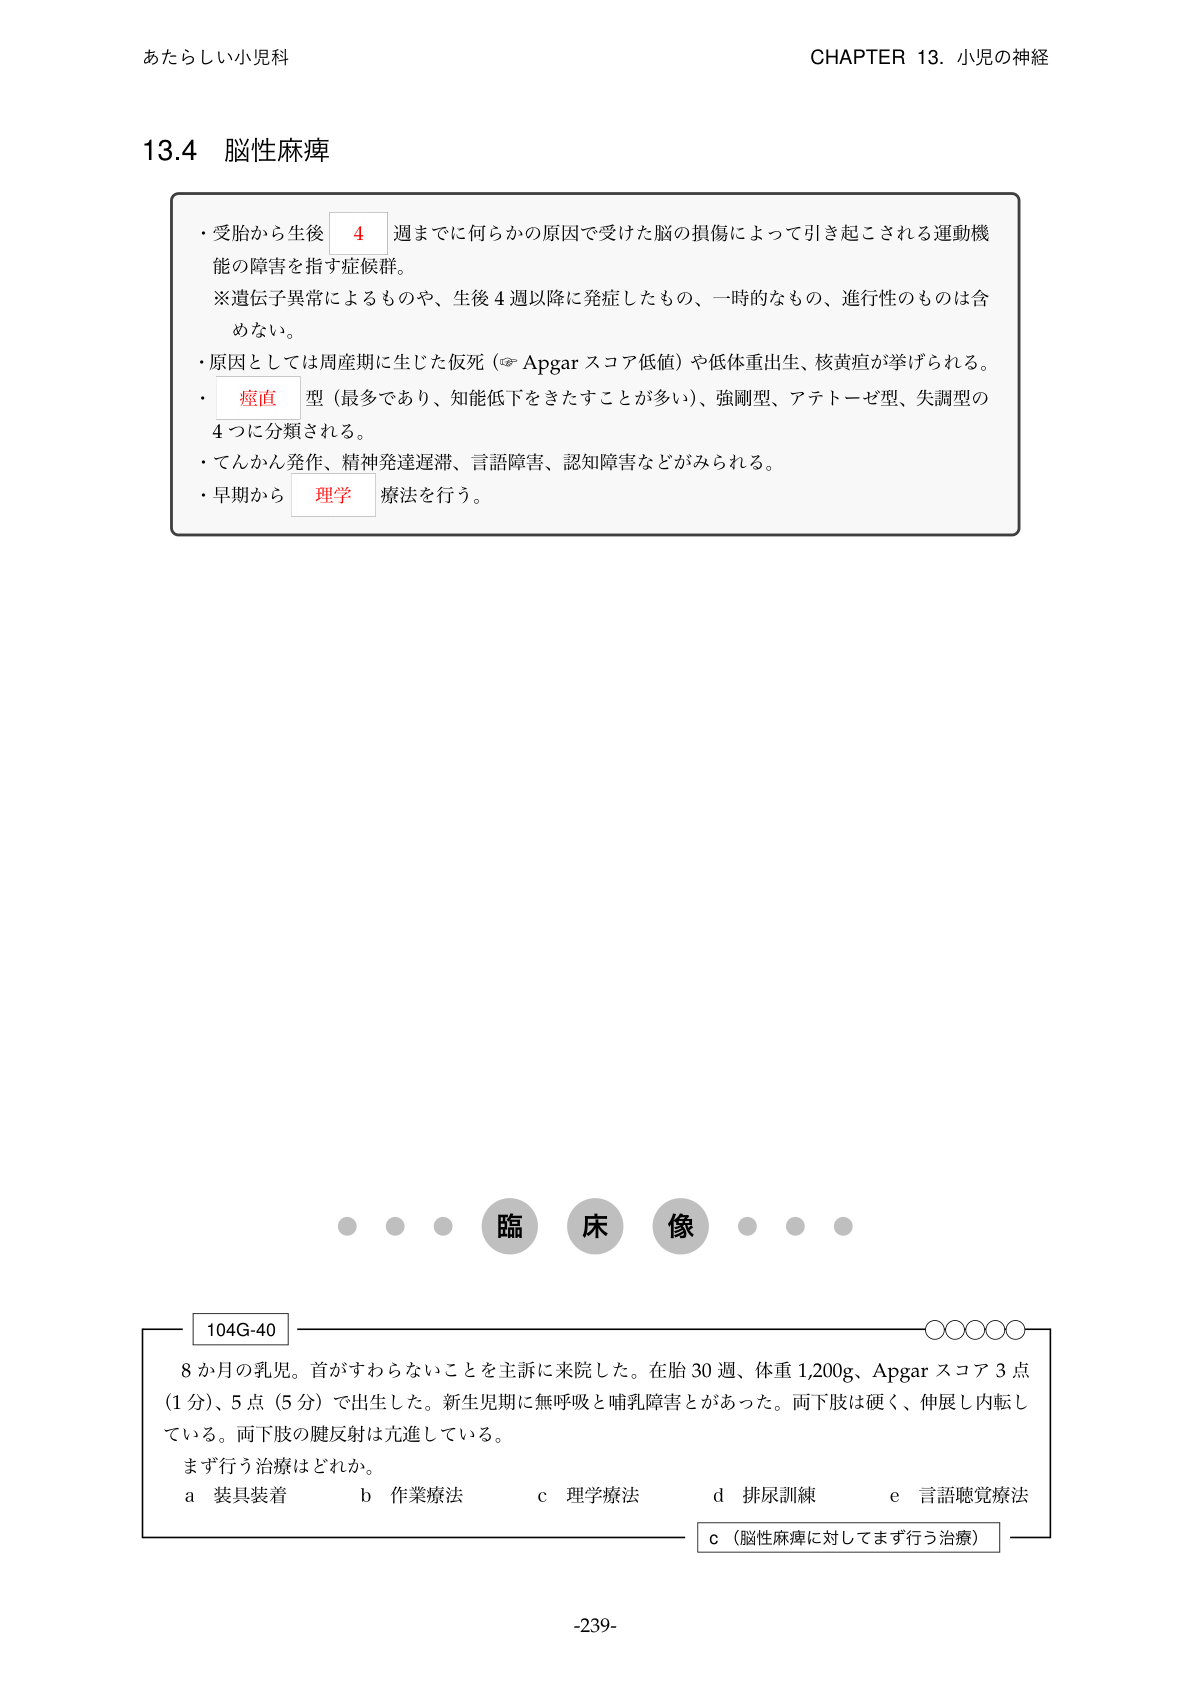 あたらしい小児科
CHAPTER 13. 小児の神経
13.4 脳性麻痺
・受胎から生後 4 週までに何らかの原因で受けた脳の損傷によって引き起こされる運動機
能の障害を指す症候群。
※遺伝子異常によるものや、生後 4 週以降に発症したもの、一時的なもの、進行性のものは含
めない。
・原因としては周産期に生じた仮死（☞ Apgar スコア低値）や低体重出生、核黄疸が挙げられる。
・ 痙直 型（最多であり、知能低下をきたすことが多い）、強剛型、アテトーゼ型、失調型の
4 つに分類される。
・てんかん発作、精神発達遅滞、言語障害、認知障害などがみられる。
・早期から 理学 療法を行う。
臨 床 像
104G-40
8 か月の乳児。首がすわらないことを主訴に来院した。在胎 30 週、体重 1,200g、Apgar スコア 3 点
（1 分）、5 点（5 分）で出生した。新生児期に無呼吸と哺乳障害とがあった。両下肢は硬く、伸展し内転し
ている。両下肢の腱反射は亢進している。
まず行う治療はどれか。
a 装具装着 b 作業療法 c 理学療法 d 排尿訓練 e 言語聴覚療法
c （脳性麻痺に対してまず行う治療）
-239-